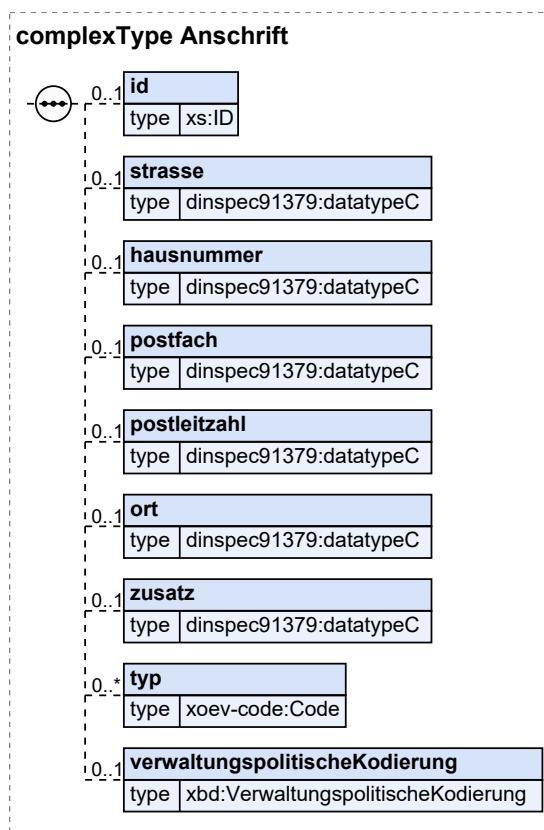 complexType Anschrift
0..1 id
type xs:ID
0..1 strasse
type dinspec91379:datatypeC
0..1 hausnummer
type dinspec91379:datatypeC
0..1 postfach
type dinspec91379:datatypeC
0..1 postleitzahl
type dinspec91379:datatypeC
0..1 ort
type dinspec91379:datatypeC
0..1 zusatz
type dinspec91379:datatypeC
0..* typ
type xoev-code:Code
0..1 verwaltungspolitischeKodierung
type xbd:VerwaltungspolitischeKodierung